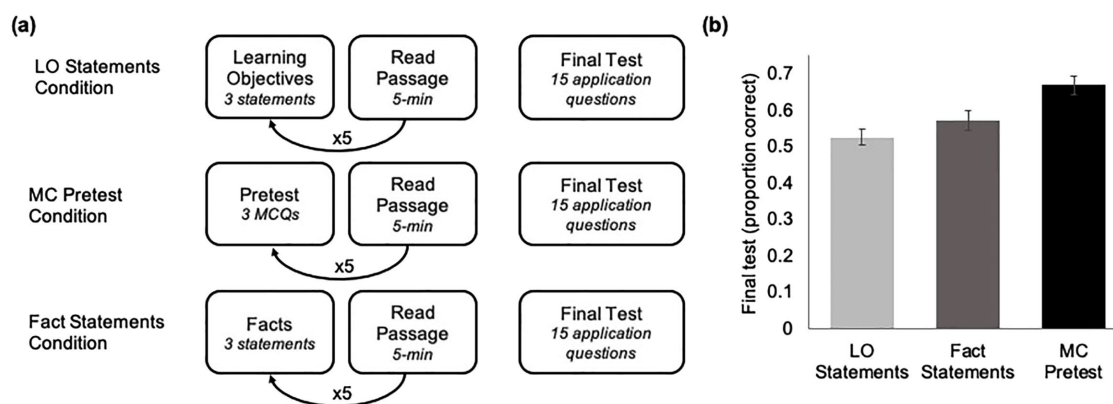 (a)
LO Statements
Condition
Learning
Objectives
3 statements
Read
Passage
5-min
x5
Final Test
15 application
questions
MC Pretest
Condition
Pretest
3 MCQs
Read
Passage
5-min
x5
Final Test
15 application
questions
Fact Statements
Condition
Facts
3 statements
Read
Passage
5-min
x5
Final Test
15 application
questions
(b)
Final test (proportion correct)
0.7
0.6
0.5
0.4
0.3
0.2
0.1
0
LO
Statements
Fact
Statements
MC
Pretest